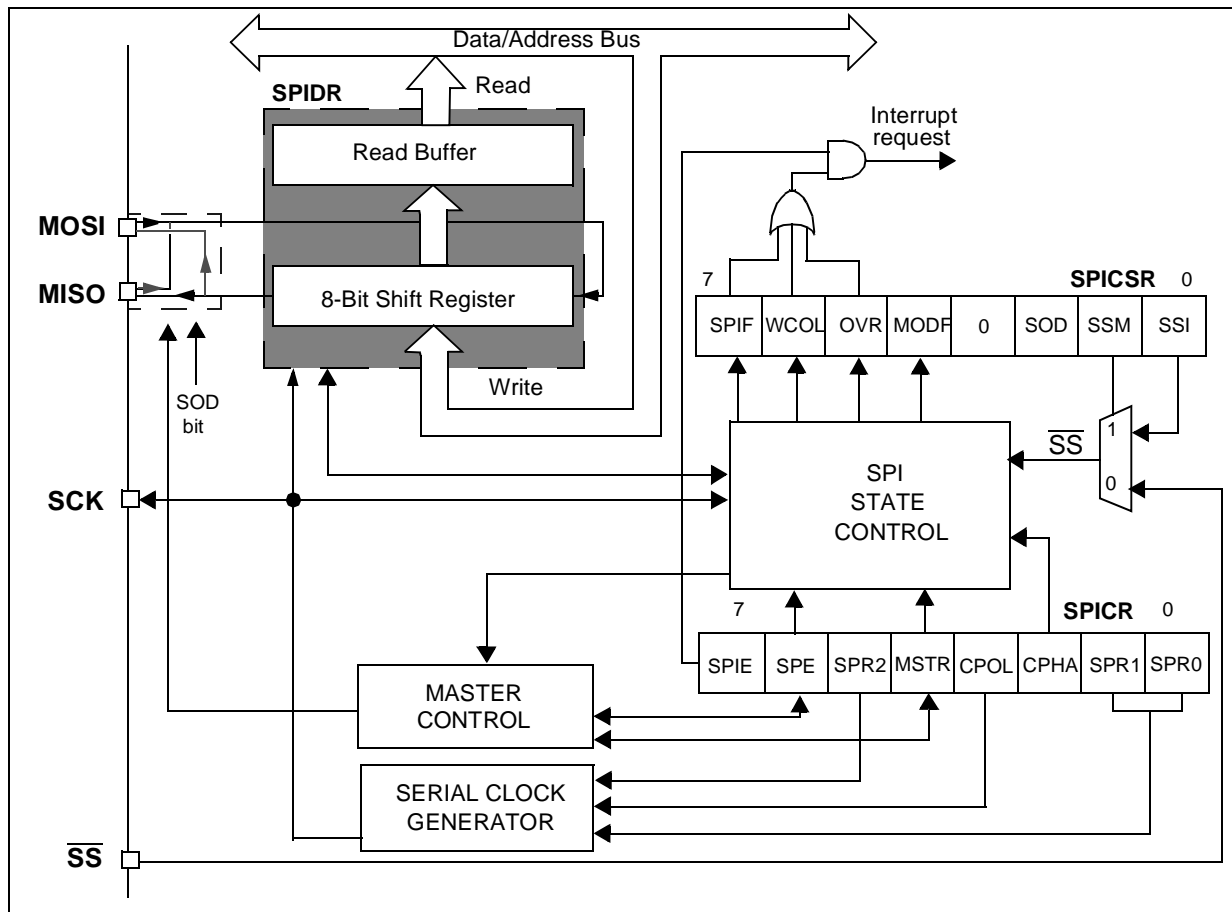 Data/Address Bus
SPIDR
Read
Read Buffer
Interrupt
request
MOSI
MISO
8-Bit Shift Register
7
SPICSR
0
SPIF
WCOL
OVR
MODF
0
SOD
SSM
SSI
Write
SOD
bit
1
0
SS
SCK
SPI
STATE
CONTROL
7
SPICR
0
SPIE
SPE
SPR2
MSTR
CPOL
CPHA
SPR1
SPR0
MASTER
CONTROL
SERIAL CLOCK
GENERATOR
SS